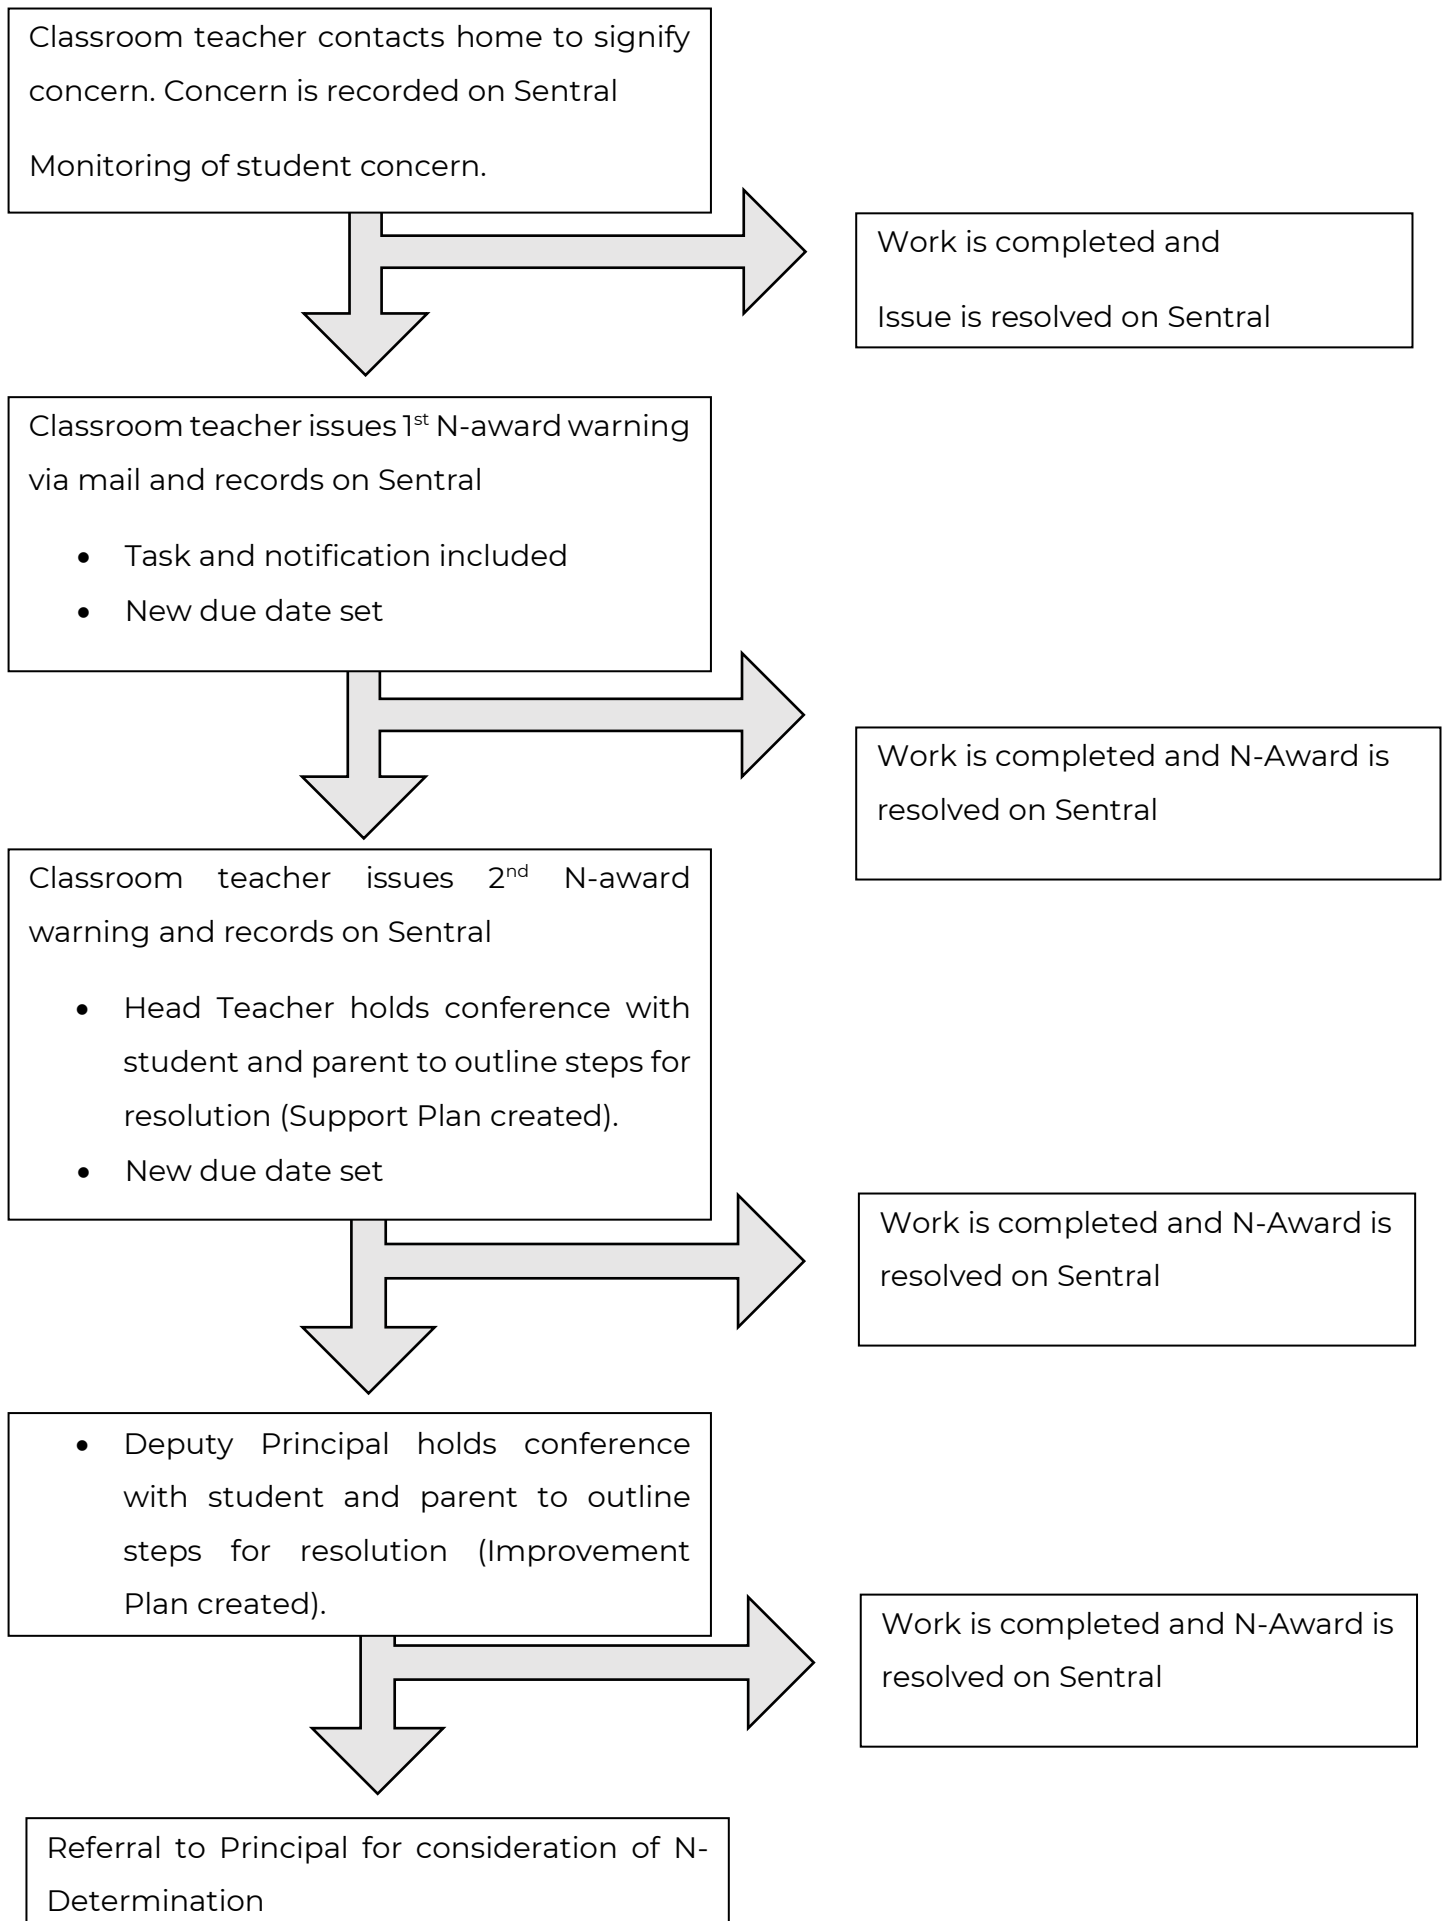 Classroom teacher contacts home to signify
concern. Concern is recorded on Sentral
Monitoring of student concern.
Work is completed and
Issue is resolved on Sentral
Classroom teacher issues 1st N-award warning
via mail and records on Sentral
• Task and notification included
• New due date set
Work is completed and N-Award is
resolved on Sentral
Classroom teacher issues 2nd N-award
warning and records on Sentral
• Head Teacher holds conference with
student and parent to outline steps for
resolution (Support Plan created).
• New due date set
Work is completed and N-Award is
resolved on Sentral
• Deputy Principal holds conference
with student and parent to outline
steps for resolution (Improvement
Plan created).
Work is completed and N-Award is
resolved on Sentral
Referral to Principal for consideration of N-
Determination